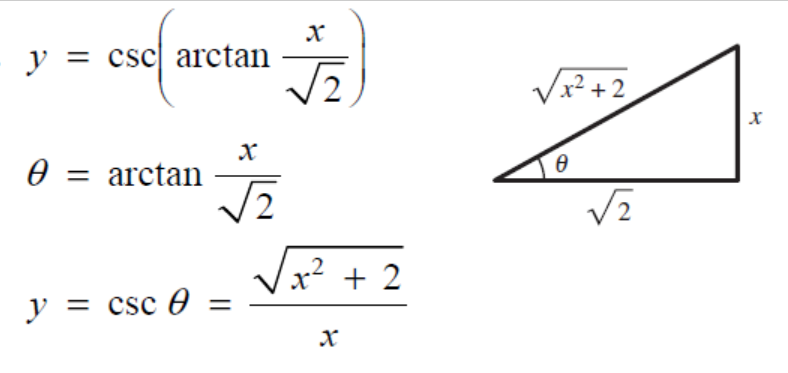 y = csc(arctan x/√2)
θ = arctan x/√2
y = csc θ = √(x² + 2)/x
√(x² + 2)
x
θ
√2